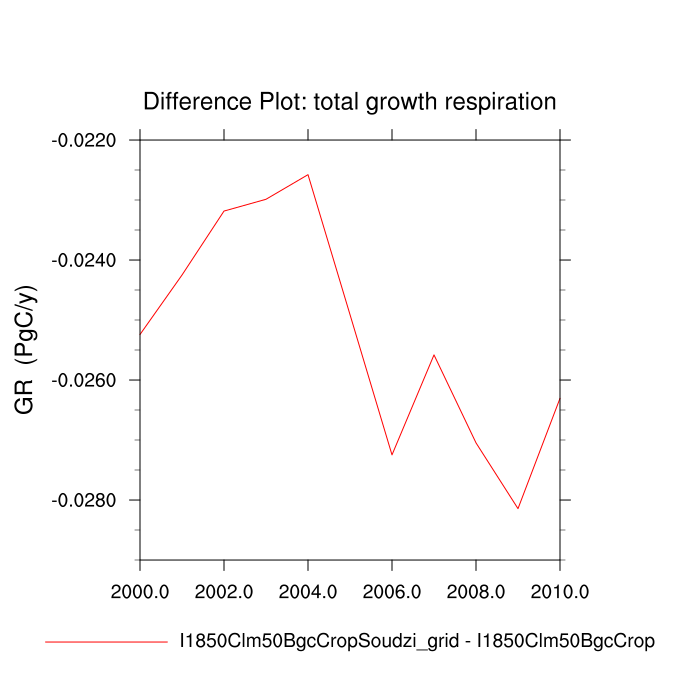 Difference Plot: total growth respiration
-0.0220
-0.0240
-0.0260
-0.0280
GR (PgC/y)
2000.0 2002.0 2004.0 2006.0 2008.0 2010.0
I1850Clm50BgcCropSoudzi_grid - I1850Clm50BgcCrop